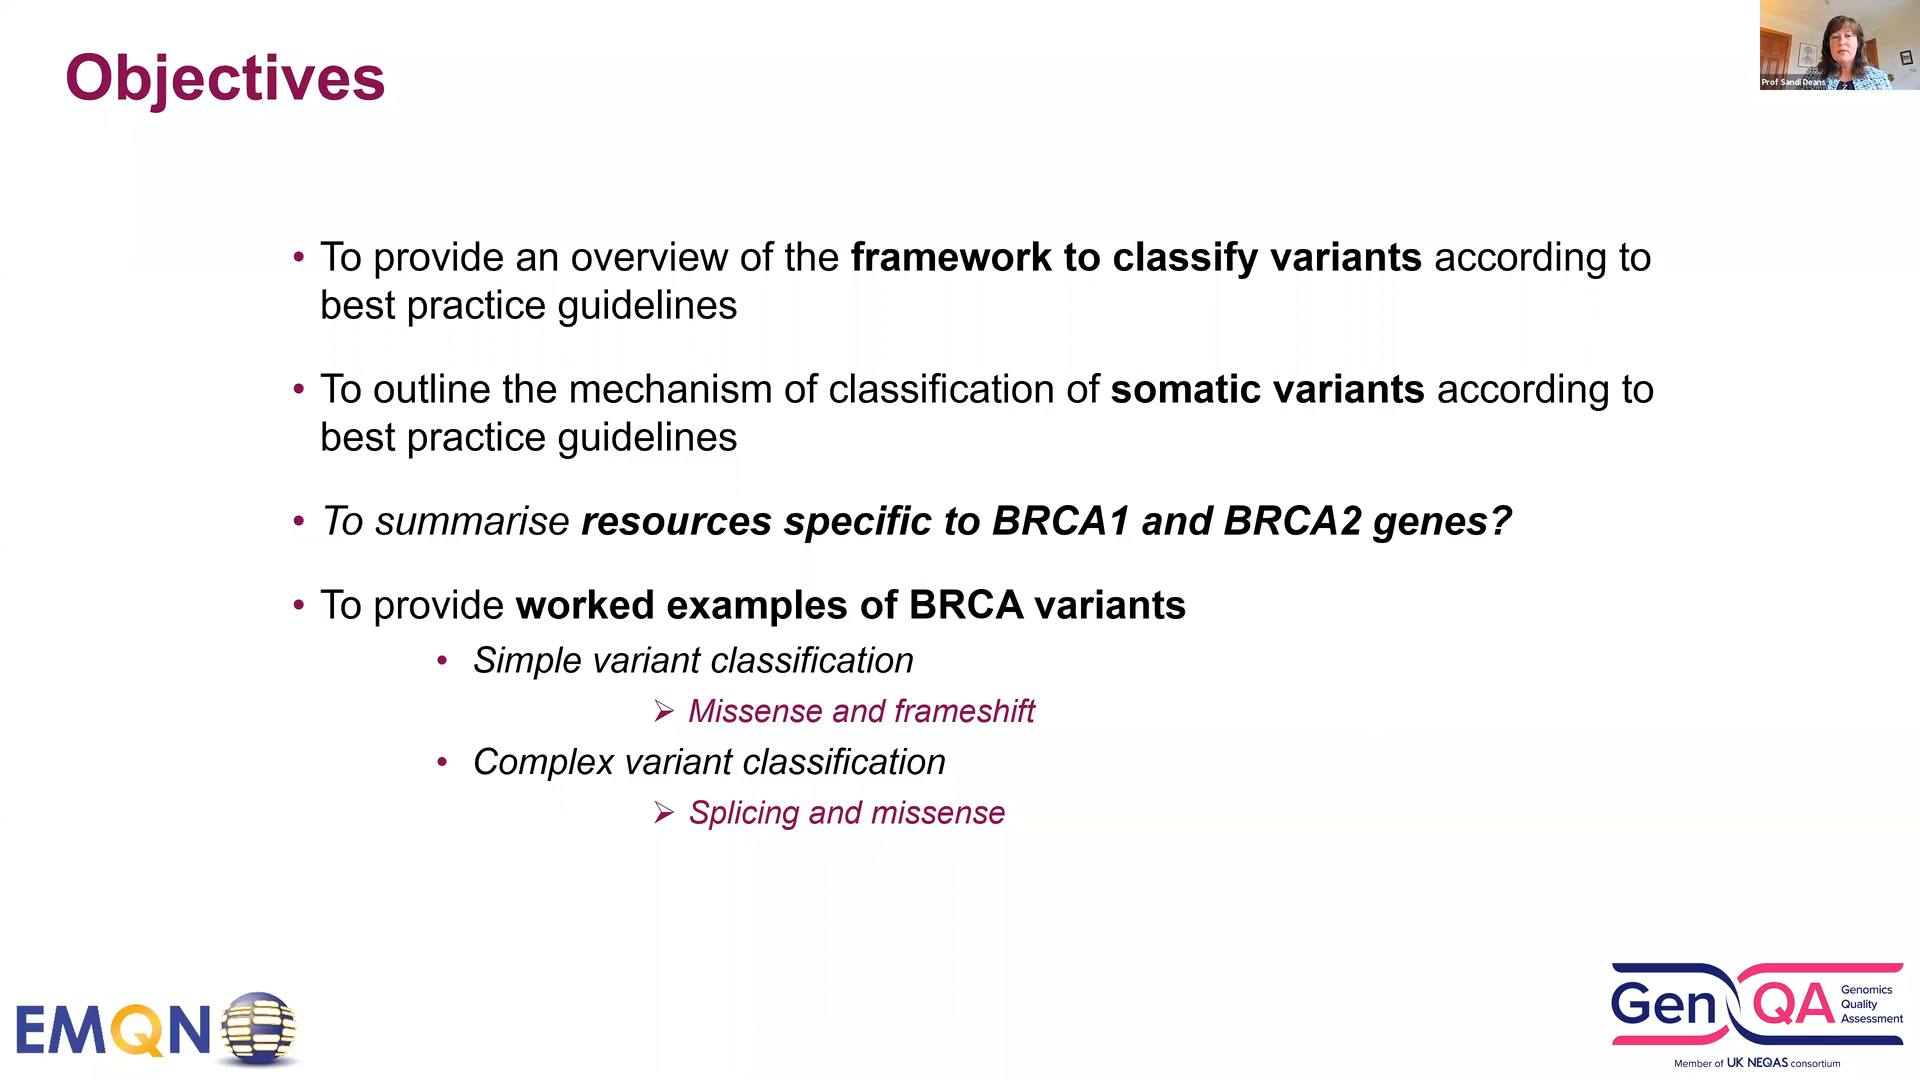 Objectives
Prof Sandi Deans
• To provide an overview of the framework to classify variants according to
best practice guidelines
• To outline the mechanism of classification of somatic variants according to
best practice guidelines
• To summarise resources specific to BRCA1 and BRCA2 genes?
• To provide worked examples of BRCA variants
• Simple variant classification
➢ Missense and frameshift
• Complex variant classification
➢ Splicing and missense
EMQN
Gen QA
Genomics
Quality
Assessment
Member of UK NEQAS consortium